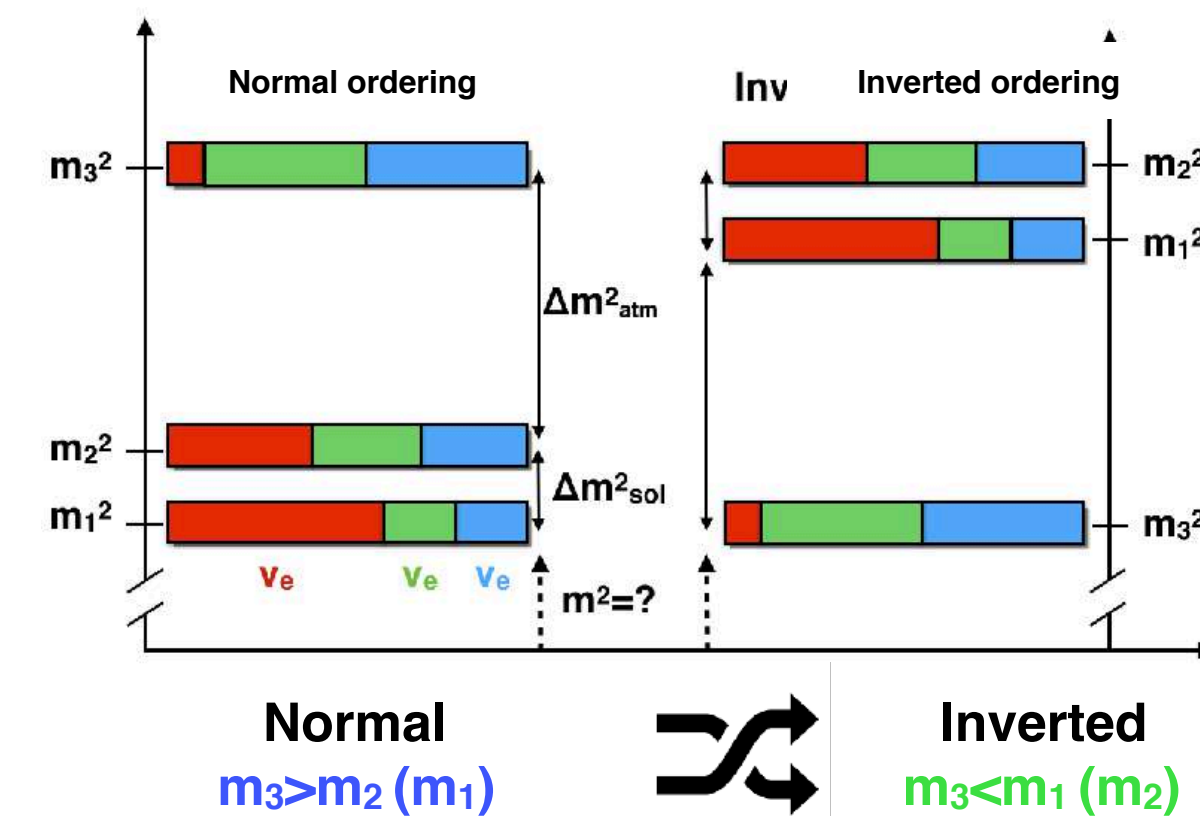 Normal ordering
Inv
Inverted ordering
m₃²
m₂²
m₁²
Δm²atm
Δm²sol
m₂²
m₁²
m₃²
νe
νe
νe
m²=?
Normal
Inverted
m₃>m₂ (m₁)
m₃<m₁ (m₂)